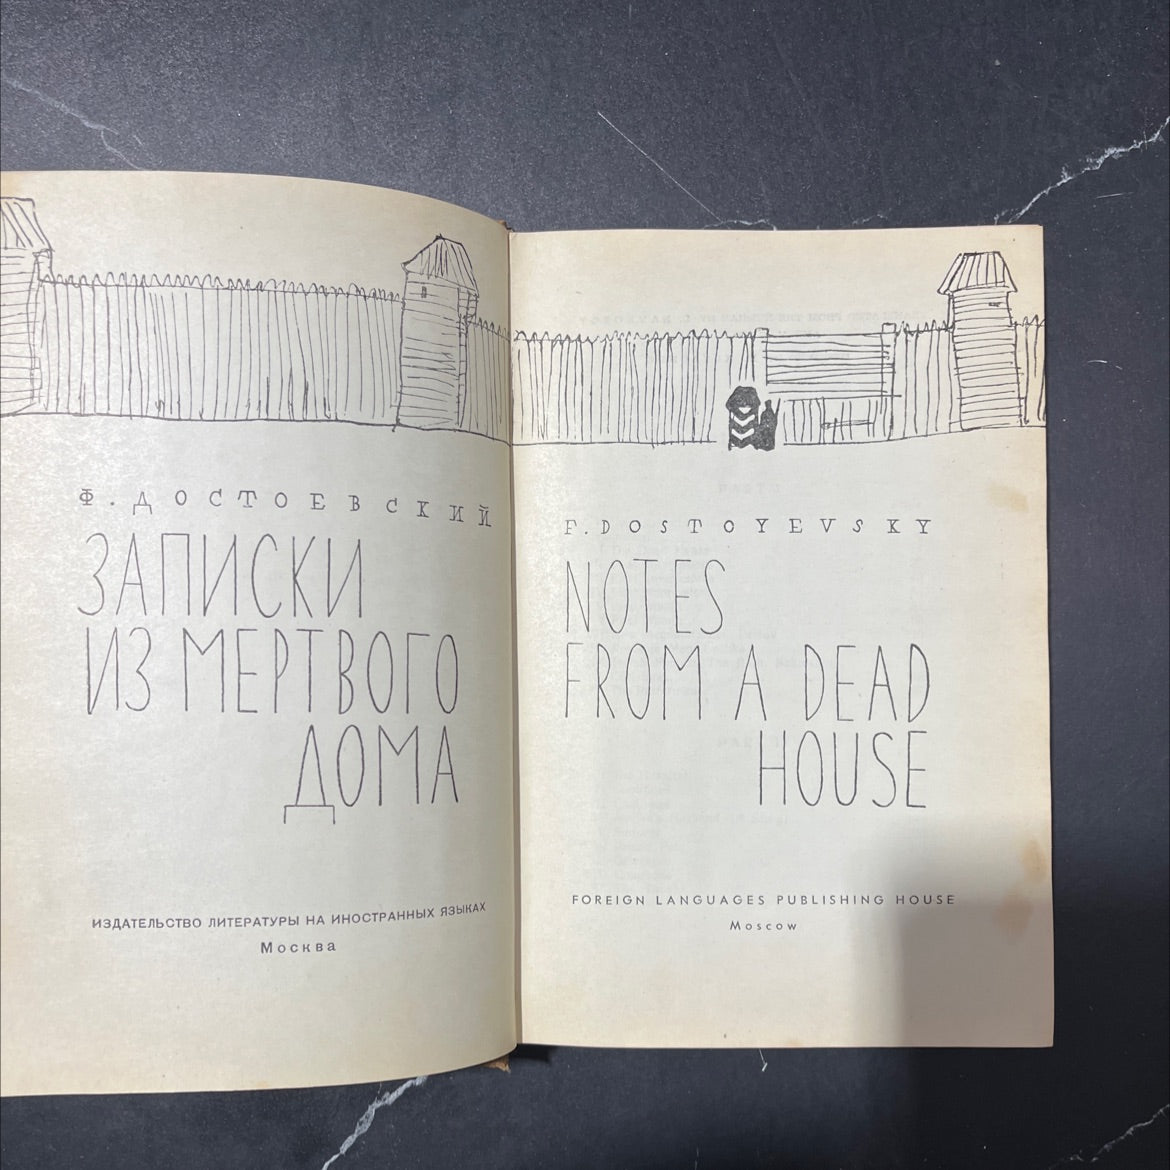 Ф. ДОСТОЕВСКИЙ
ЗАПИСКИ
ИЗ МЕРТВОГО
ДОМА
ИЗДАТЕЛЬСТВО ЛИТЕРАТУРЫ НА ИНОСТРАННЫХ ЯЗЫКАХ
Москва
F. DOSTOYEVSKY
NOTES
FROM A DEAD
HOUSE
FOREIGN LANGUAGES PUBLISHING HOUSE
Moscow